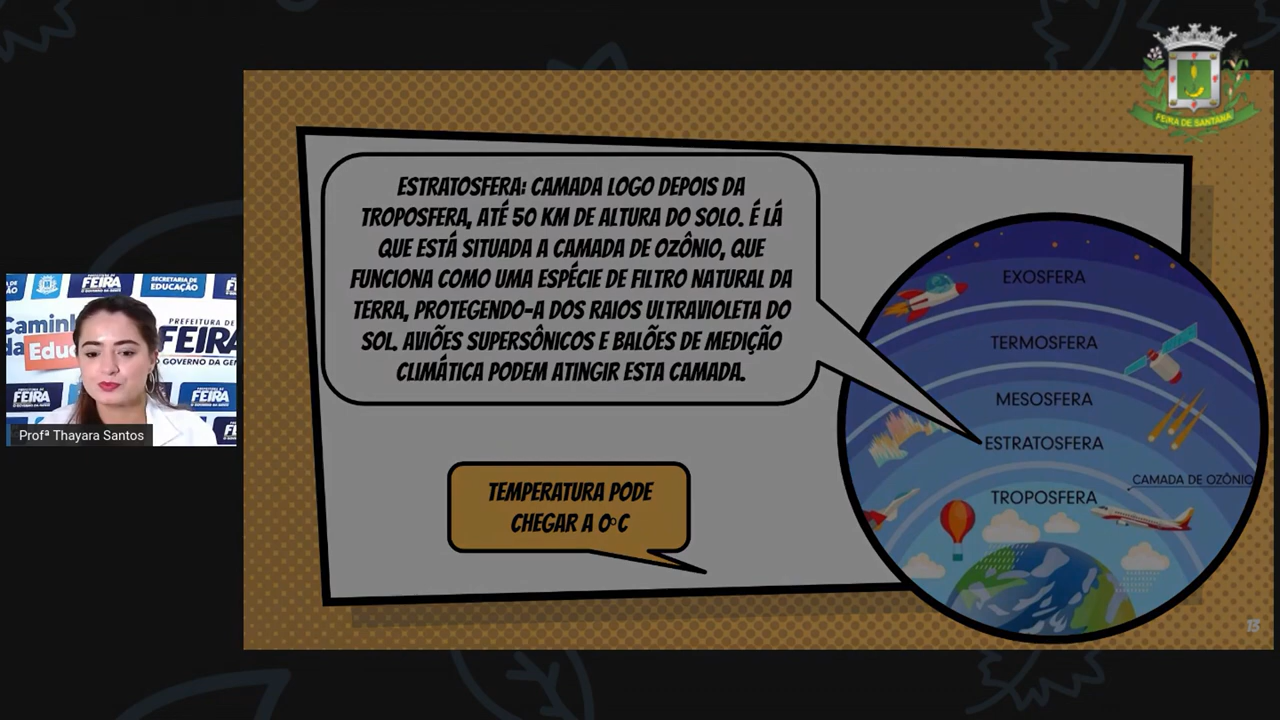 FEIRA DE SANTANA
ESTRATOSFERA: CAMADA LOGO DEPOIS DA
TROPOSFERA, ATÉ 50 KM DE ALTURA DO SOLO. É LÁ
QUE ESTÁ SITUADA A CAMADA DE OZÔNIO, QUE
FUNCIONA COMO UMA ESPÉCIE DE FILTRO NATURAL DA
TERRA, PROTEGENDO-A DOS RAIOS ULTRAVIOLETA DO
SOL. AVIÕES SUPERSÔNICOS E BALÕES DE MEDIÇÃO
CLIMÁTICA PODEM ATINGIR ESTA CAMADA.
TEMPERATURA PODE
CHEGAR A 0°C
EXOSFERA
TERMOSFERA
MESOSFERA
ESTRATOSFERA
CAMADA DE OZÔNIO
TROPOSFERA
13
FEIRA
SECRETARIA DE
EDUCAÇÃO
PREFEITURA DE
FEIRA
FEIRA
FEIRA
Profª Thayara Santos